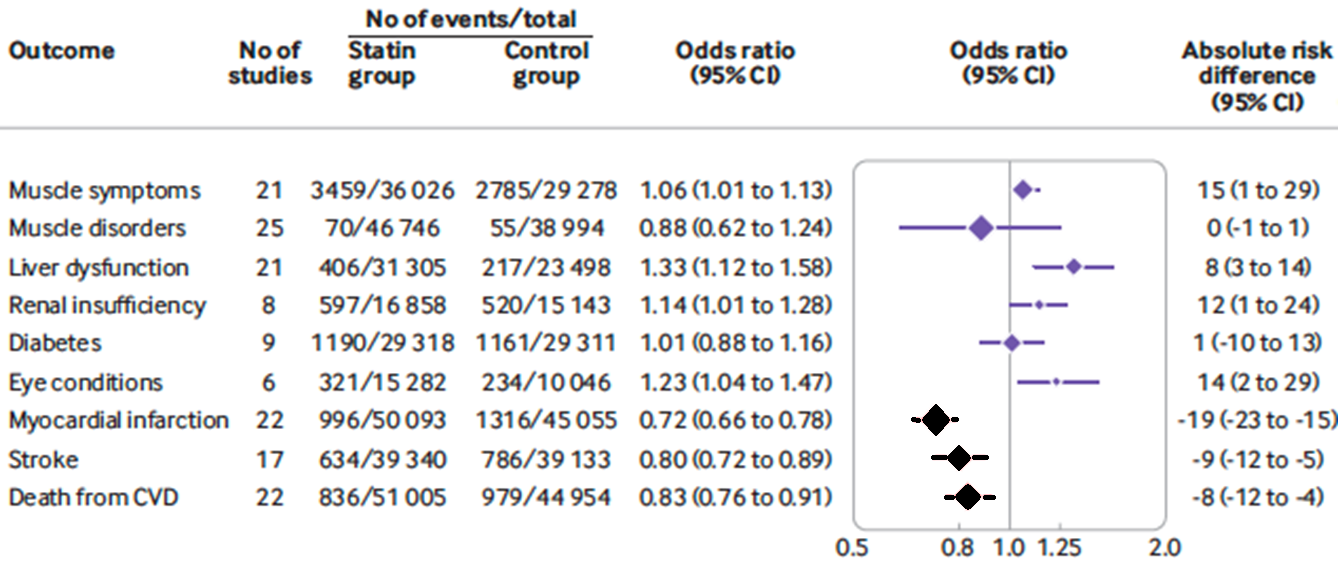 No of events/total
Outcome No of studies Statin group Control group Odds ratio (95% CI) Odds ratio (95% CI) Absolute risk difference (95% CI)
Muscle symptoms 21 3459/36 026 2785/29 278 1.06 (1.01 to 1.13) 15 (1 to 29)
Muscle disorders 25 70/46 746 55/38 994 0.88 (0.62 to 1.24) 0 (-1 to 1)
Liver dysfunction 21 406/31 305 217/23 498 1.33 (1.12 to 1.58) 8 (3 to 14)
Renal insufficiency 8 597/16 858 520/15 143 1.14 (1.01 to 1.28) 12 (1 to 24)
Diabetes 9 1190/29 318 1161/29 311 1.01 (0.88 to 1.16) 1 (-10 to 13)
Eye conditions 6 321/15 282 234/10 046 1.23 (1.04 to 1.47) 14 (2 to 29)
Myocardial infarction 22 996/50 093 1316/45 055 0.72 (0.66 to 0.78) -19 (-23 to -15)
Stroke 17 634/39 340 786/39 133 0.80 (0.72 to 0.89) -9 (-12 to -5)
Death from CVD 22 836/51 005 979/44 954 0.83 (0.76 to 0.91) -8 (-12 to -4)
0.5 0.8 1.0 1.25 2.0